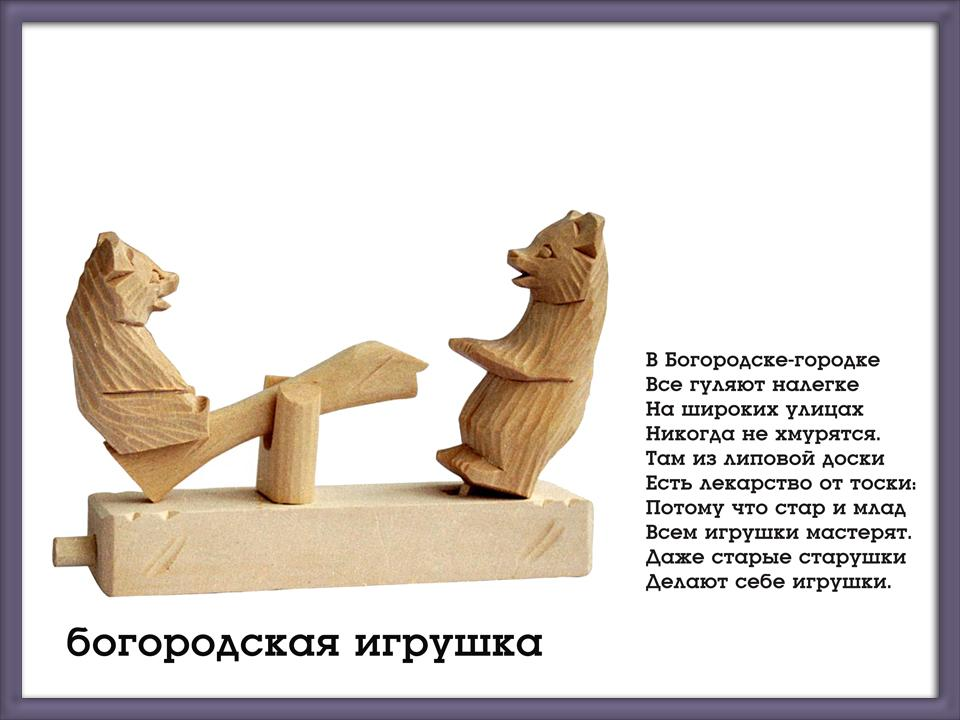 В Богородске-городке
Все гуляют налегке
На широких улицах
Никогда не хмурятся.
Там из липовой доски
Есть лекарство от тоски:
Потому что стар и млад
Всем игрушки мастерят.
Даже старые старушки
Делают себе игрушки.
богородская игрушка